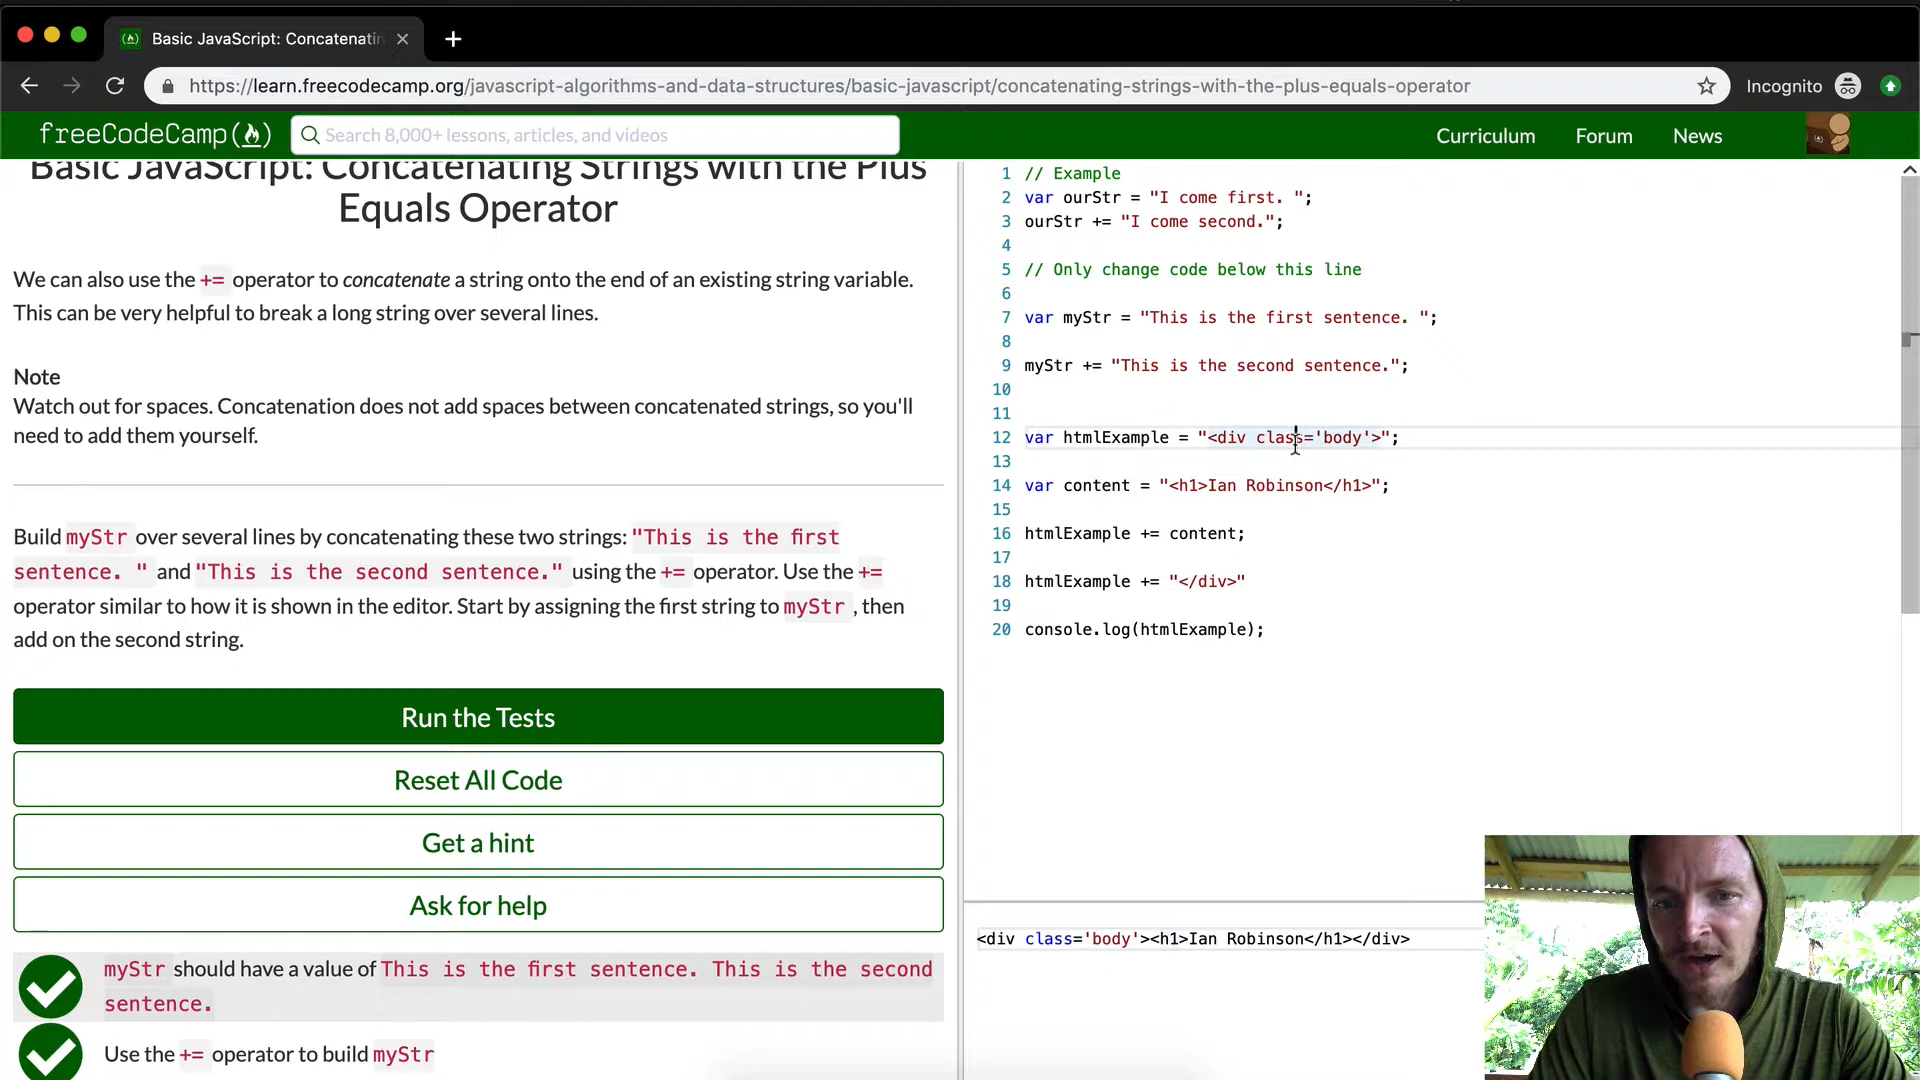 Basic JavaScript: Concatenatin
https://learn.freecodecamp.org/javascript-algorithms-and-data-structures/basic-javascript/concatenating-strings-with-the-plus-equals-operator
Incognito
freeCodeCamp
Search 8,000+ lessons, articles, and videos
Curriculum
Forum
News
Basic JavaScript: Concatenating Strings with the Plus
Equals Operator
We can also use the += operator to concatenate a string onto the end of an existing string variable.
This can be very helpful to break a long string over several lines.
Note
Watch out for spaces. Concatenation does not add spaces between concatenated strings, so you'll
need to add them yourself.
Build myStr over several lines by concatenating these two strings: "This is the first
sentence. " and "This is the second sentence." using the += operator. Use the +=
operator similar to how it is shown in the editor. Start by assigning the first string to myStr , then
add on the second string.
Run the Tests
Reset All Code
Get a hint
Ask for help
myStr should have a value of This is the first sentence. This is the second
sentence.
Use the += operator to build myStr
1 // Example
2 var ourStr = "I come first. ";
3 ourStr += "I come second.";
4
5 // Only change code below this line
6
7 var myStr = "This is the first sentence. ";
8
9 myStr += "This is the second sentence.";
10
11
12 var htmlExample = "<div class='body'>";
13
14 var content = "<h1>Ian Robinson</h1>";
15
16 htmlExample += content;
17
18 htmlExample += "</div>"
19
20 console.log(htmlExample);
<div class='body'><h1>Ian Robinson</h1></div>